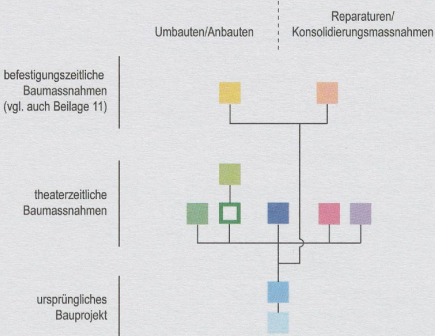 Umbauten/Anbauten
Reparaturen/
Konsolidierungsmassnahmen
befestigungszeitliche
Baumassnahmen
(vgl. auch Beilage 11)
theaterzeitliche
Baumassnahmen
ursprüngliches
Bauprojekt